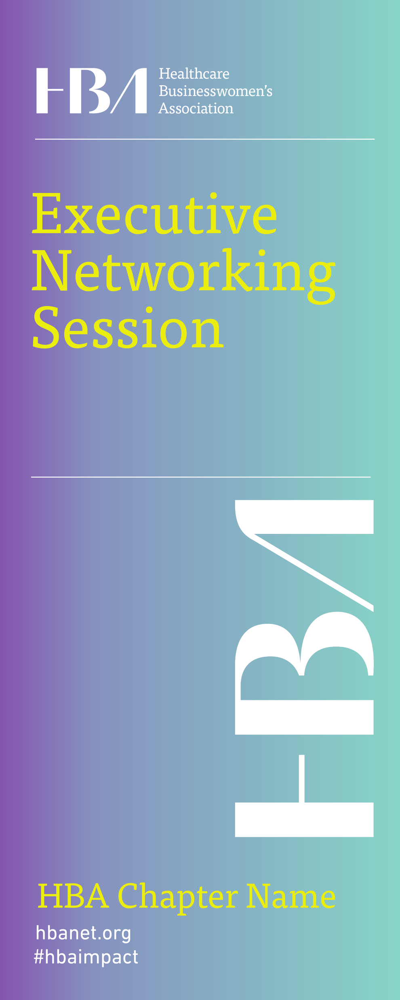 HBA
Healthcare
Businesswomen's
Association
Executive
Networking
Session
HBA
HBA Chapter Name
hbanet.org
#hbaimpact